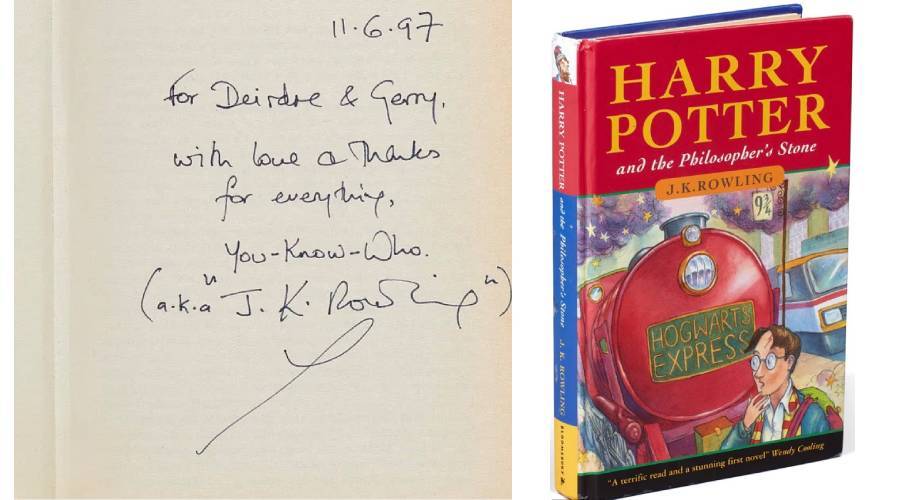 11.6.97
for Deirdre & Gerry,
with love & thanks
for everything,
You-Know-Who.
(a.k.a "J. K. Rowling")
HARRY POTTER and the Philosopher's Stone J. K. ROWLING BLOOMSBURY
HARRY
POTTER
and the Philosopher's Stone
J.K.ROWLING
9¾
HOGWARTS
EXPRESS
"A terrific read and a stunning first novel" Wendy Cooling